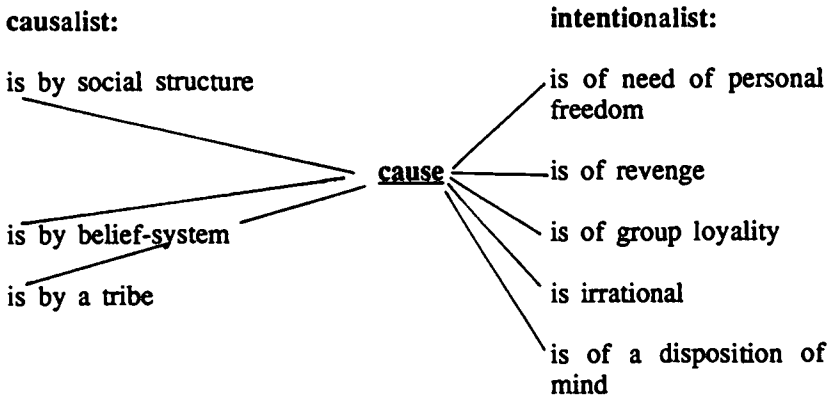 causalist:
is by social structure
is by belief-system
is by a tribe
cause
intentionalist:
is of need of personal
freedom
is of revenge
is of group loyality
is irrational
is of a disposition of
mind